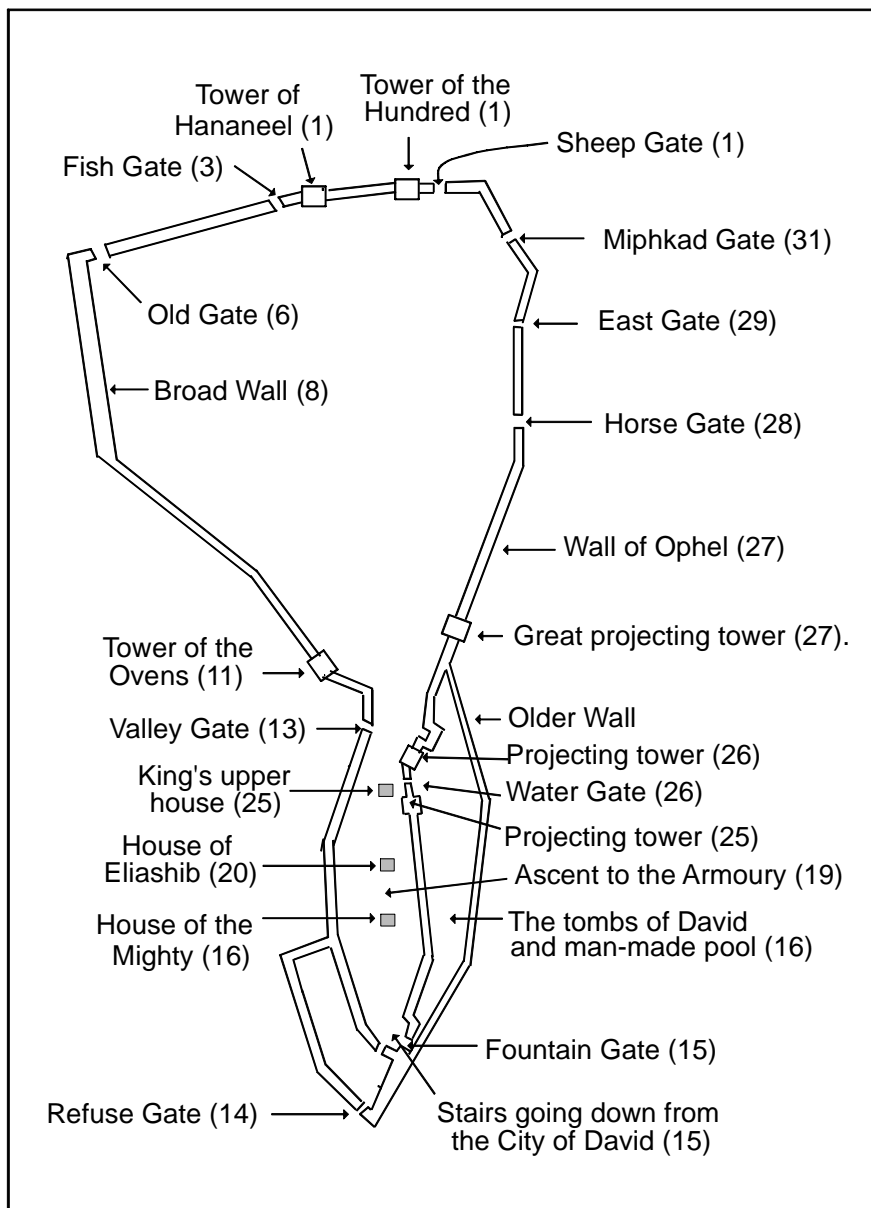 Tower of the
Hundred (1)
Tower of
Hananeel (1)
Sheep Gate (1)
Fish Gate (3)
Miphkad Gate (31)
Old Gate (6)
East Gate (29)
Broad Wall (8)
Horse Gate (28)
Wall of Ophel (27)
Great projecting tower (27).
Tower of the
Ovens (11)
Older Wall
Valley Gate (13)
Projecting tower (26)
King's upper
house (25)
Water Gate (26)
Projecting tower (25)
House of
Eliashib (20)
Ascent to the Armoury (19)
House of the
Mighty (16)
The tombs of David
and man-made pool (16)
Fountain Gate (15)
Refuse Gate (14)
Stairs going down from
the City of David (15)